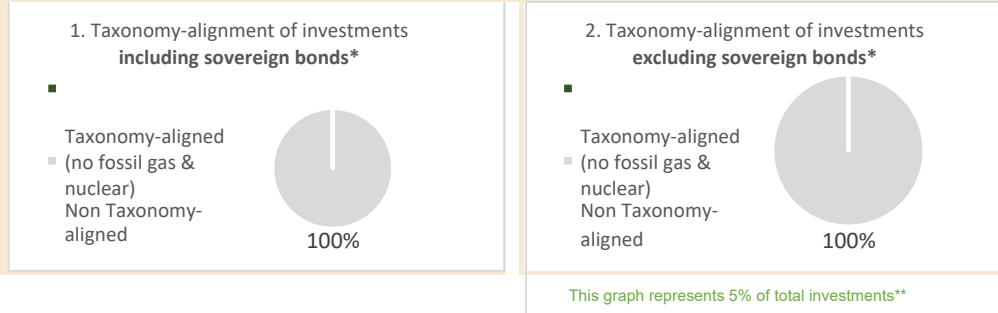 1. Taxonomy-alignment of investments
including sovereign bonds*
Taxonomy-aligned
(no fossil gas &
nuclear)
Non Taxonomy-
aligned
100%
2. Taxonomy-alignment of investments
excluding sovereign bonds*
Taxonomy-aligned
(no fossil gas &
nuclear)
Non Taxonomy-
aligned
100%
This graph represents 5% of total investments**